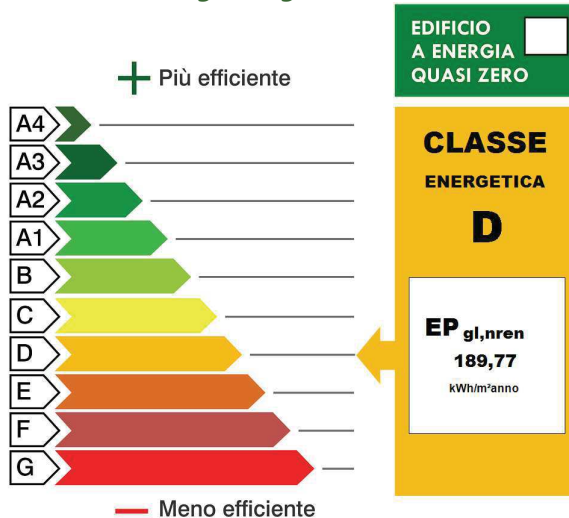 Più efficiente
A4
A3
A2
A1
B
C
D
E
F
G
Meno efficiente
EDIFICIO
A ENERGIA
QUASI ZERO
CLASSE
ENERGETICA
D
EP gl,nren
189,77
kWh/m²anno